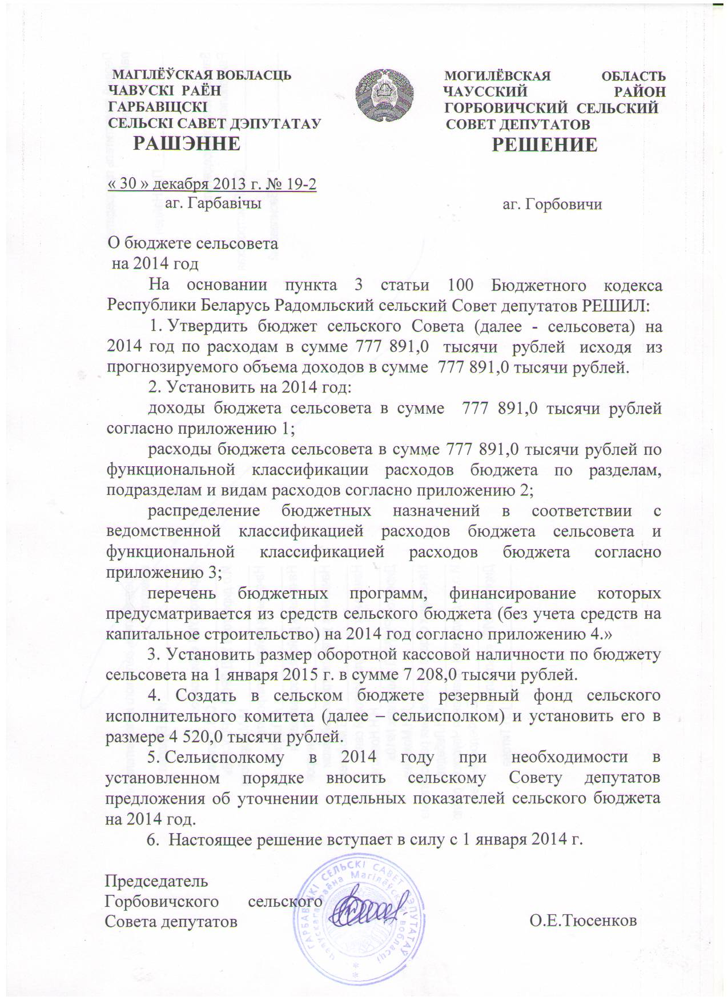 МАГІЛЁЎСКАЯ ВОБЛАСЦЬ
ЧАВУСКІ РАЁН
ГАРБАВІЦСКІ
СЕЛЬСКІ САВЕТ ДЭПУТАТАУ
РАШЭННЕ
МОГИЛЁВСКАЯ ОБЛАСТЬ
ЧАУССКИЙ РАЙОН
ГОРБОВИЧСКИЙ СЕЛЬСКИЙ
СОВЕТ ДЕПУТАТОВ
РЕШЕНИЕ
« 30 » декабря 2013 г. № 19-2
аг. Гарбавічы
аг. Горбовичи
О бюджете сельсовета
на 2014 год
На основании пункта 3 статьи 100 Бюджетного кодекса
Республики Беларусь Радомльский сельский Совет депутатов РЕШИЛ:
1. Утвердить бюджет сельского Совета (далее - сельсовета) на
2014 год по расходам в сумме 777 891,0 тысячи рублей исходя из
прогнозируемого объема доходов в сумме 777 891,0 тысячи рублей.
2. Установить на 2014 год:
доходы бюджета сельсовета в сумме 777 891,0 тысячи рублей
согласно приложению 1;
расходы бюджета сельсовета в сумме 777 891,0 тысячи рублей по
функциональной классификации расходов бюджета по разделам,
подразделам и видам расходов согласно приложению 2;
распределение бюджетных назначений в соответствии с
ведомственной классификацией расходов бюджета сельсовета и
функциональной классификацией расходов бюджета согласно
приложению 3;
перечень бюджетных программ, финансирование которых
предусматривается из средств сельского бюджета (без учета средств на
капитальное строительство) на 2014 год согласно приложению 4.»
3. Установить размер оборотной кассовой наличности по бюджету
сельсовета на 1 января 2015 г. в сумме 7 208,0 тысячи рублей.
4. Создать в сельском бюджете резервный фонд сельского
исполнительного комитета (далее – сельисполком) и установить его в
размере 4 520,0 тысячи рублей.
5. Сельисполкому в 2014 году при необходимости в
установленном порядке вносить сельскому Совету депутатов
предложения об уточнении отдельных показателей сельского бюджета
на 2014 год.
6. Настоящее решение вступает в силу с 1 января 2014 г.
Председатель
Горбовичского сельского
Совета депутатов
О.Е.Тюсенков
СЕЛЬСКІ САВЕТ ДЭПУТАТАЎ
Чавускага раёна Магілёўскай вобласці